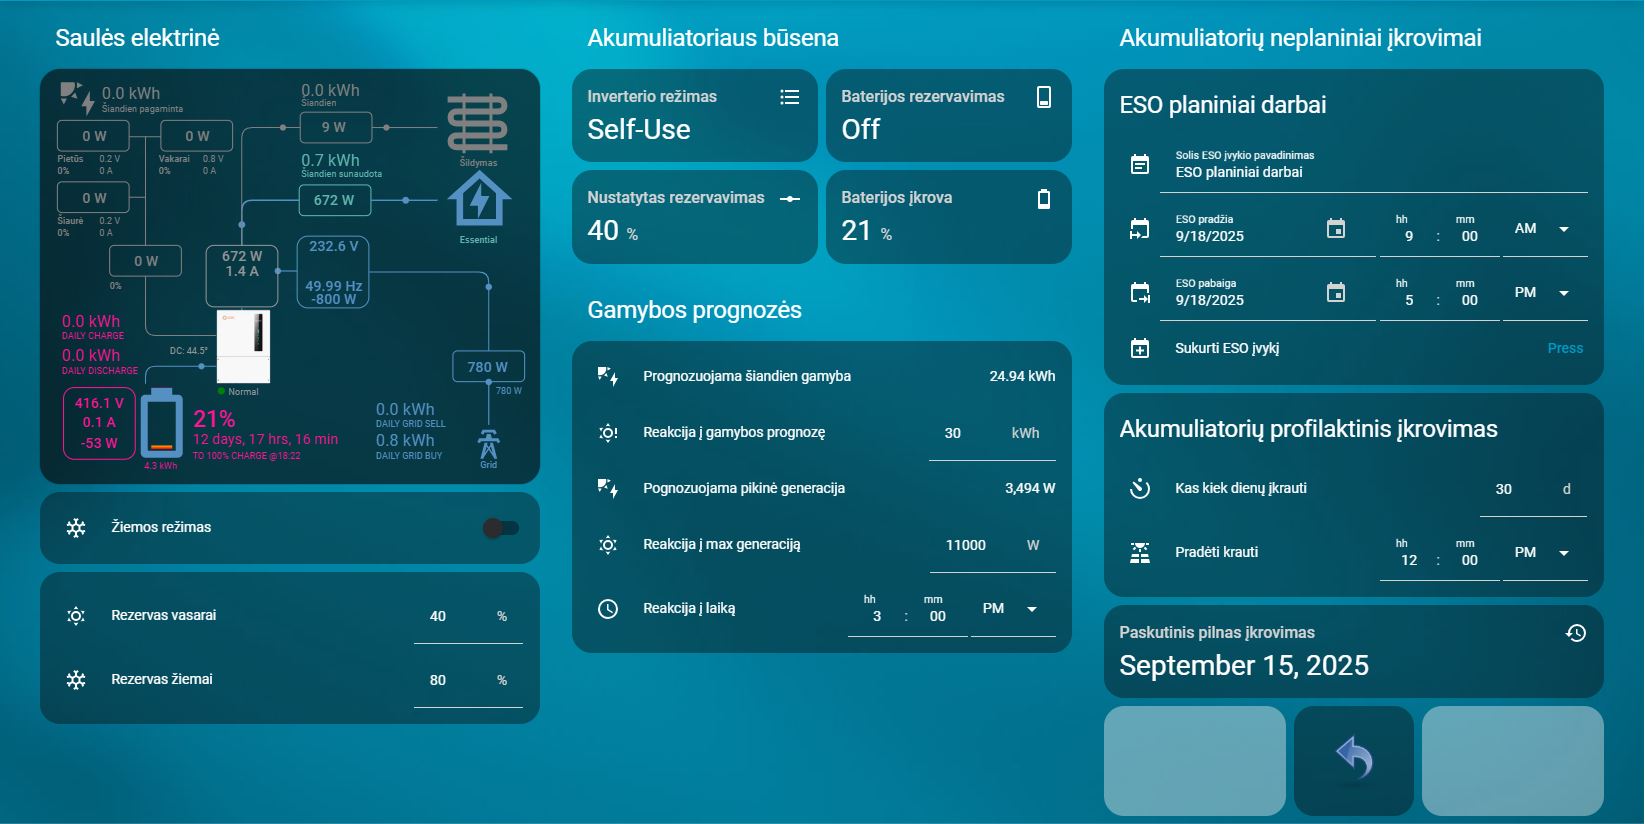 Saulės elektrinė
0.0 kWh
Šiandien pagaminta
0 W
0 W
Pietūs 0.2 V
0% 0 A
Vakarai 0.8 V
0% 0 A
0 W
Šiaurė 0.2 V
0% 0 A
0 W
0%
0.0 kWh
Šiandien
9 W
Šildymas
0.7 kWh
Šiandien sunaudota
672 W
Essential
672 W
1.4 A
232.6 V
49.99 Hz
-800 W
0.0 kWh
DAILY CHARGE
0.0 kWh
DAILY DISCHARGE
DC: 44.5°
Normal
780 W
780 W
416.1 V
0.1 A
-53 W
4.3 kWh
21%
12 days, 17 hrs, 16 min
TO 100% CHARGE @18:22
0.0 kWh
DAILY GRID SELL
0.8 kWh
DAILY GRID BUY
Grid
Žiemos režimas
Rezervas vasarai 40 %
Rezervas žiemai 80 %
Akumuliatoriaus būsena
Inverterio režimas
Self-Use
Baterijos rezervavimas
Off
Nustatytas rezervavimas
40 %
Baterijos įkrova
21 %
Gamybos prognozės
Prognozuojama šiandien gamyba 24.94 kWh
Reakcija į gamybos prognozę 30 kWh
Pognozuojama pikinė generacija 3,494 W
Reakcija į max generaciją 11000 W
hh mm
Reakcija į laiką 3 : 00 PM
Akumuliatorių neplaniniai įkrovimai
ESO planiniai darbai
Solis ESO įvykio pavadinimas
ESO planiniai darbai
ESO pradžia hh mm
9/18/2025 9 : 00 AM
ESO pabaiga hh mm
9/18/2025 5 : 00 PM
Sukurti ESO įvykį Press
Akumuliatorių profilaktinis įkrovimas
Kas kiek dienų įkrauti 30 d
hh mm
Pradėti krauti 12 : 00 PM
Paskutinis pilnas įkrovimas
September 15, 2025